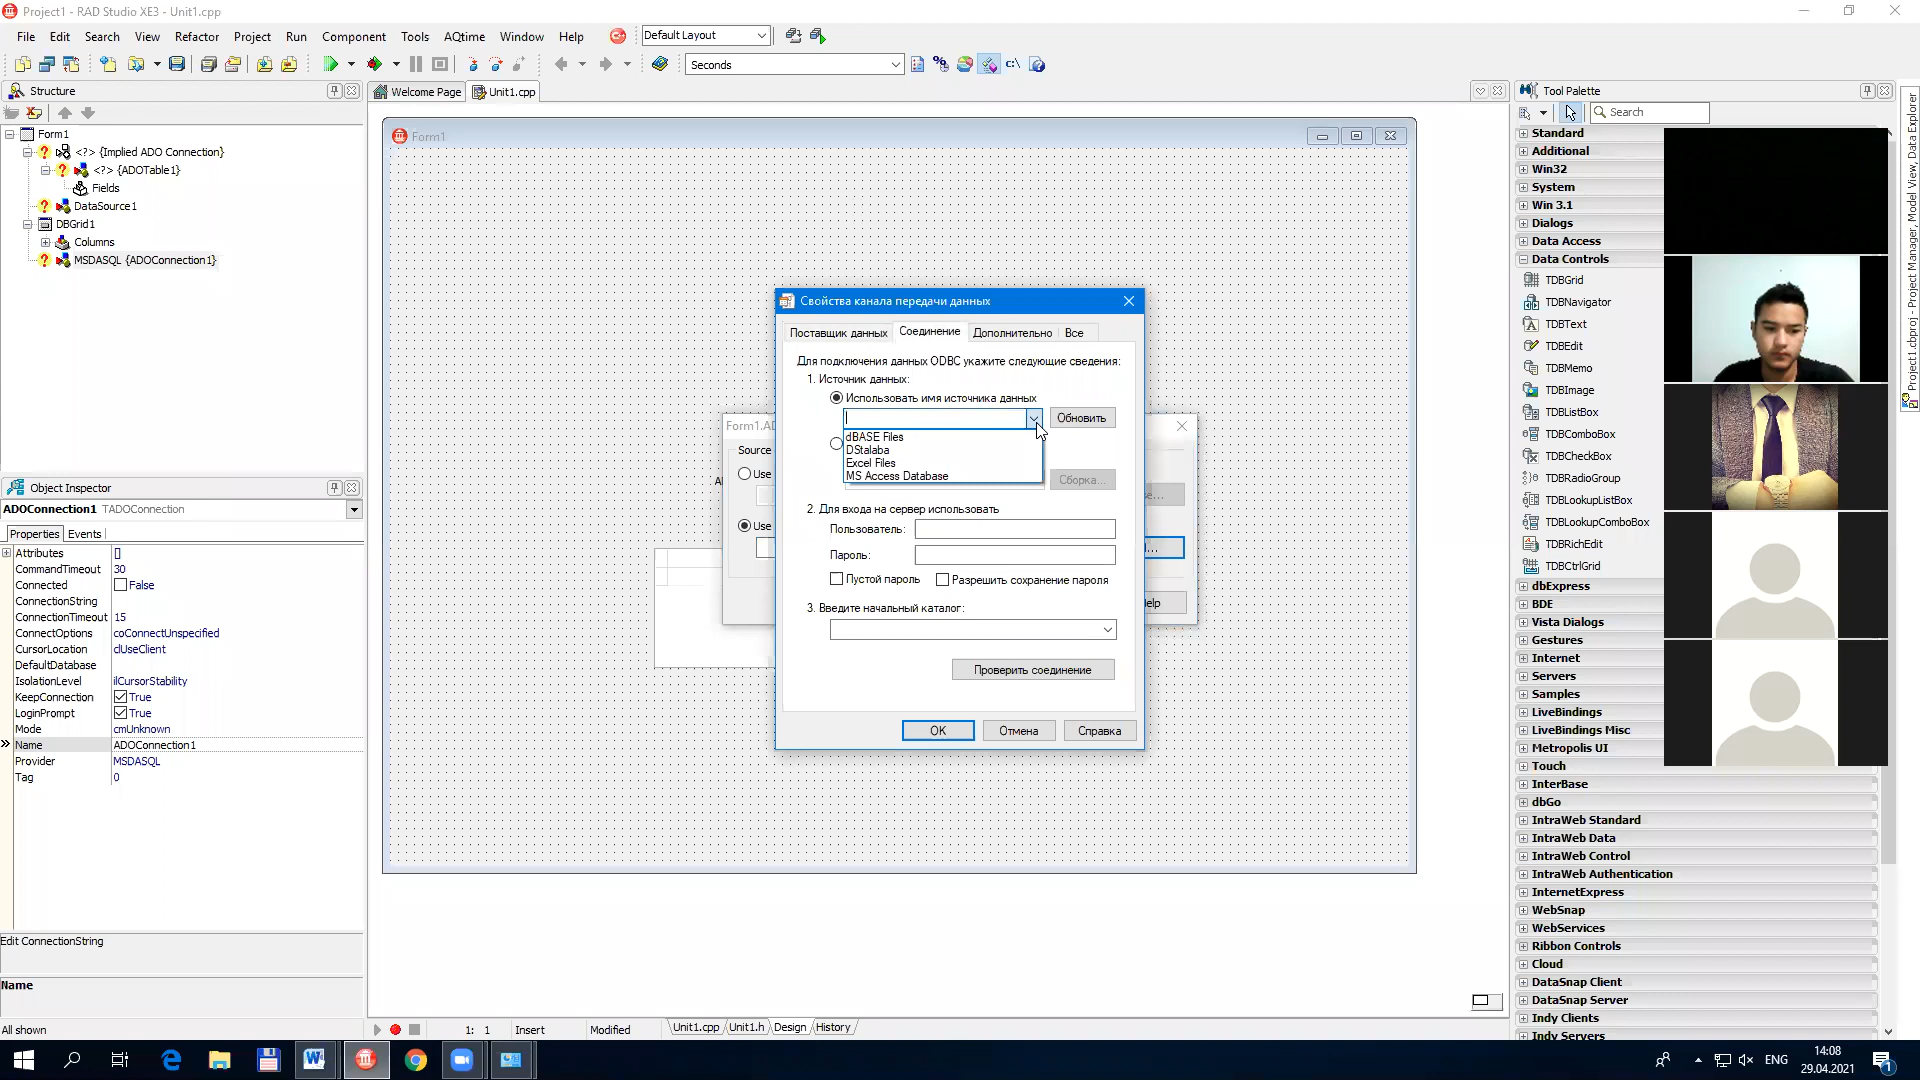 Project1 - RAD Studio XE3 - Unit1.cpp
File Edit Search View Refactor Project Run Component Tools AQtime Window Help
Default Layout
Seconds
Structure
Form1
<?> {Implied ADO Connection}
<?> {ADOTable1}
Fields
DataSource1
DBGrid1
Columns
MSDASQL {ADOConnection1}
Object Inspector
ADOConnection1 TADOConnection
Properties Events
Attributes []
CommandTimeout 30
Connected False
ConnectionString
ConnectionTimeout 15
ConnectOptions coConnectUnspecified
CursorLocation clUseClient
DefaultDatabase
IsolationLevel ilCursorStability
KeepConnection True
LoginPrompt True
Mode cmUnknown
Name ADOConnection1
Provider MSDASQL
Tag 0
Edit ConnectionString
Name
All shown
Welcome Page Unit1.cpp
Form1
Form1.AD
Source
Use
Use
elp
Свойства канала передачи данных
Поставщик данных Соединение Дополнительно Все
Для подключения данных ODBC укажите следующие сведения:
1. Источник данных:
Использовать имя источника данных
Обновить
dBASE Files
DStalaba
Excel Files
MS Access Database
Сборка...
2. Для входа на сервер использовать
Пользователь:
Пароль:
Пустой пароль Разрешить сохранение пароля
3. Введите начальный каталог:
Проверить соединение
OK Отмена Справка
1: 1 Insert Modified Unit1.cpp Unit1.h Design History
Tool Palette
Search
Standard
Additional
Win32
System
Win 3.1
Dialogs
Data Access
Data Controls
TDBGrid
TDBNavigator
TDBText
TDBEdit
TDBMemo
TDBImage
TDBListBox
TDBComboBox
TDBCheckBox
TDBRadioGroup
TDBLookupListBox
TDBLookupComboBox
TDBRichEdit
TDBCtrlGrid
dbExpress
BDE
Vista Dialogs
Gestures
Internet
Servers
Samples
LiveBindings
LiveBindings Misc
Metropolis UI
Touch
InterBase
dbGo
IntraWeb Standard
IntraWeb Data
IntraWeb Control
IntraWeb Authentication
InternetExpress
WebSnap
WebServices
Ribbon Controls
Cloud
DataSnap Client
DataSnap Server
Indy Clients
Indy Servers
Project1.cbproj - Project Manager, Model View, Data Explorer
ENG
14:08
29.04.2021